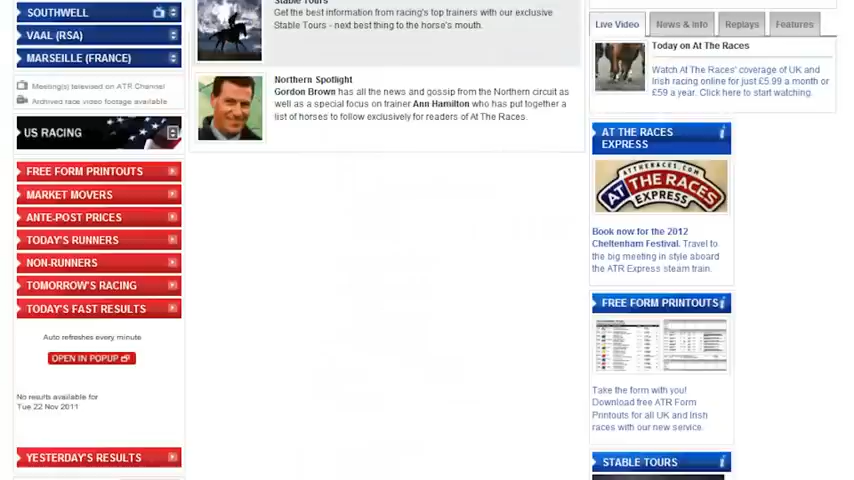 SOUTHWELL
VAAL (RSA)
MARSEILLE (FRANCE)
Meeting(s) televised on ATR Channel
Archived race video footage available
US RACING
FREE FORM PRINTOUTS
MARKET MOVERS
ANTE-POST PRICES
TODAY'S RUNNERS
NON-RUNNERS
TOMORROW'S RACING
TODAY'S FAST RESULTS
Auto refreshes every minute
OPEN IN POPUP
No results available for
Tue 22 Nov 2011
YESTERDAY'S RESULTS
Stable Tours
Get the best information from racing's top trainers with our exclusive
Stable Tours - next best thing to the horse's mouth.
Northern Spotlight
Gordon Brown has all the news and gossip from the Northern circuit as
well as a special focus on trainer Ann Hamilton who has put together a
list of horses to follow exclusively for readers of At The Races.
Live Video
News & Info
Replays
Features
Today on At The Races
Watch At The Races' coverage of UK and
Irish racing online for just £5.99 a month or
£59 a year. Click here to start watching.
AT THE RACES
EXPRESS
ATTHERACES.COM
AT THE RACES
EXPRESS
Book now for the 2012
Cheltenham Festival. Travel to
the big meeting in style aboard
the ATR Express steam train.
FREE FORM PRINTOUTS
Take the form with you!
Download free ATR Form
Printouts for all UK and Irish
races with our new service.
STABLE TOURS